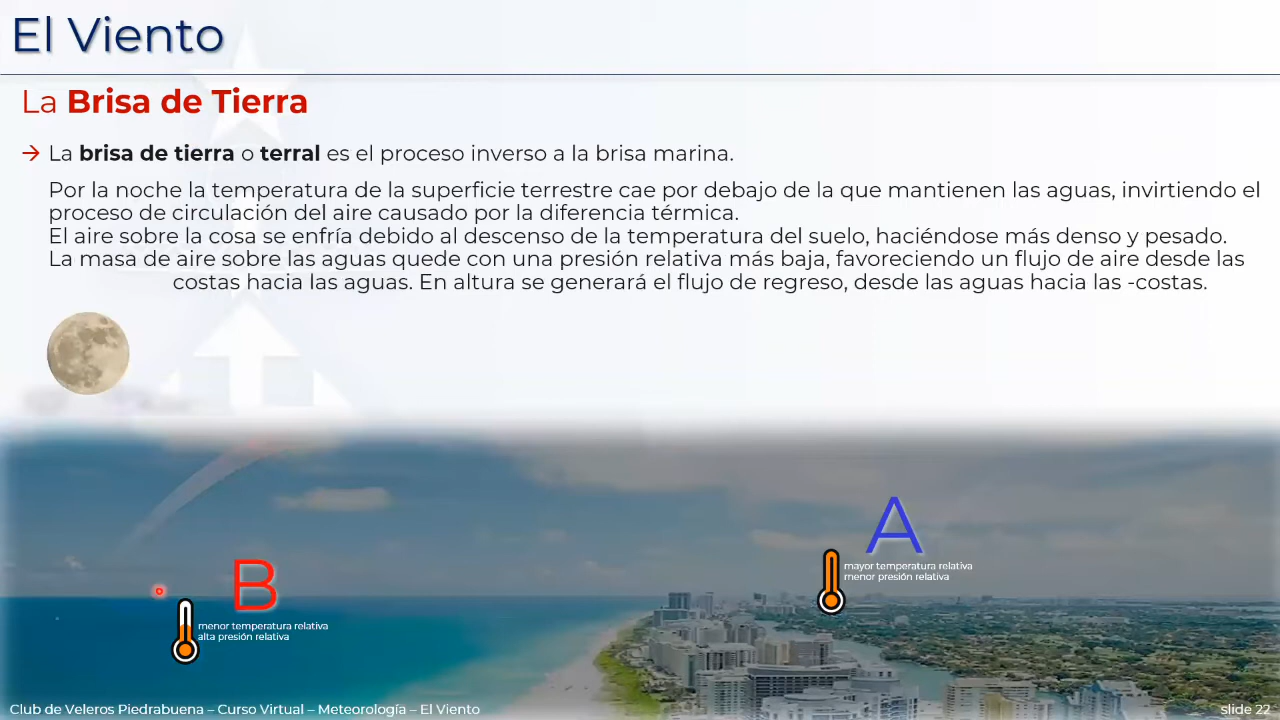 El Viento
La Brisa de Tierra
→ La brisa de tierra o terral es el proceso inverso a la brisa marina.
Por la noche la temperatura de la superficie terrestre cae por debajo de la que mantienen las aguas, invirtiendo el
proceso de circulación del aire causado por la diferencia térmica.
El aire sobre la cosa se enfría debido al descenso de la temperatura del suelo, haciéndose más denso y pesado.
La masa de aire sobre las aguas quede con una presión relativa más baja, favoreciendo un flujo de aire desde las
costas hacia las aguas. En altura se generará el flujo de regreso, desde las aguas hacia las -costas.
A
mayor temperatura relativa
menor presión relativa
B
menor temperatura relativa
alta presión relativa
Club de Veleros Piedrabuena – Curso Virtual – Meteorología – El Viento
slide 22